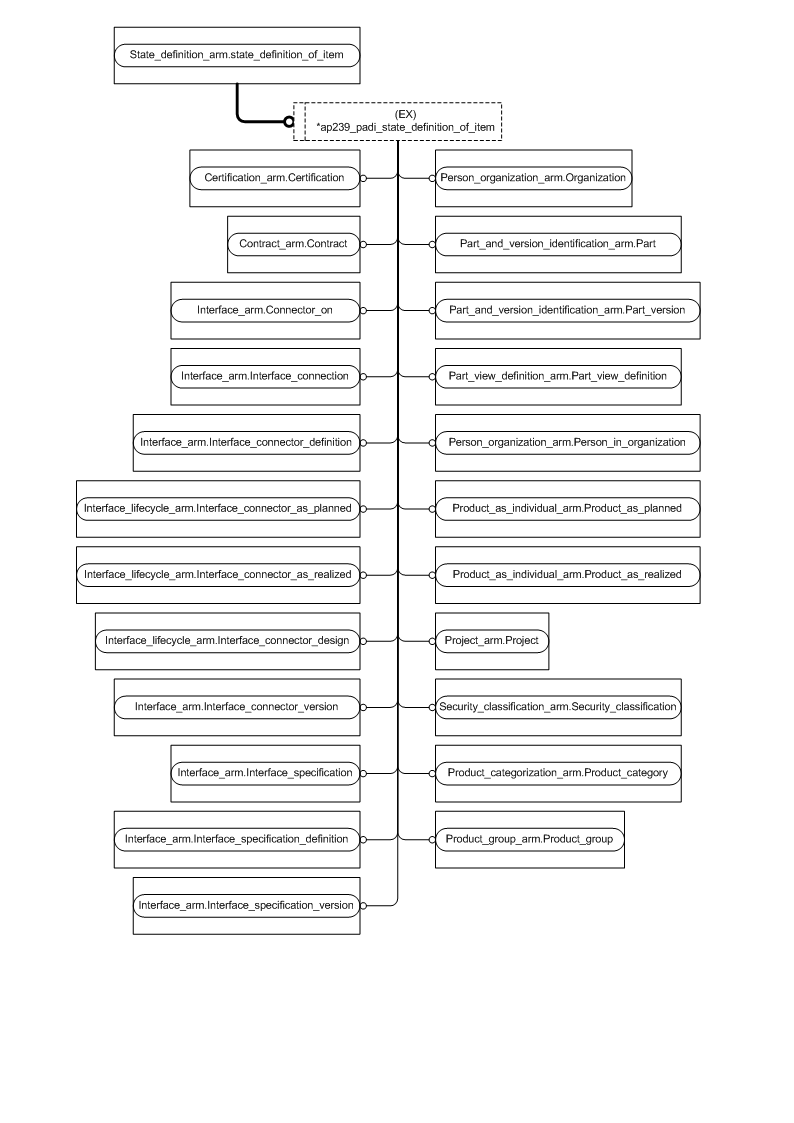 State_definition_arm.state_definition_of_item
(EX)
*ap239_padi_state_definition_of_item
Certification_arm.Certification
Person_organization_arm.Organization
Contract_arm.Contract
Part_and_version_identification_arm.Part
Interface_arm.Connector_on
Part_and_version_identification_arm.Part_version
Interface_arm.Interface_connection
Part_view_definition_arm.Part_view_definition
Interface_arm.Interface_connector_definition
Person_organization_arm.Person_in_organization
Interface_lifecycle_arm.Interface_connector_as_planned
Product_as_individual_arm.Product_as_planned
Interface_lifecycle_arm.Interface_connector_as_realized
Product_as_individual_arm.Product_as_realized
Interface_lifecycle_arm.Interface_connector_design
Project_arm.Project
Interface_arm.Interface_connector_version
Security_classification_arm.Security_classification
Interface_arm.Interface_specification
Product_categorization_arm.Product_category
Interface_arm.Interface_specification_definition
Product_group_arm.Product_group
Interface_arm.Interface_specification_version